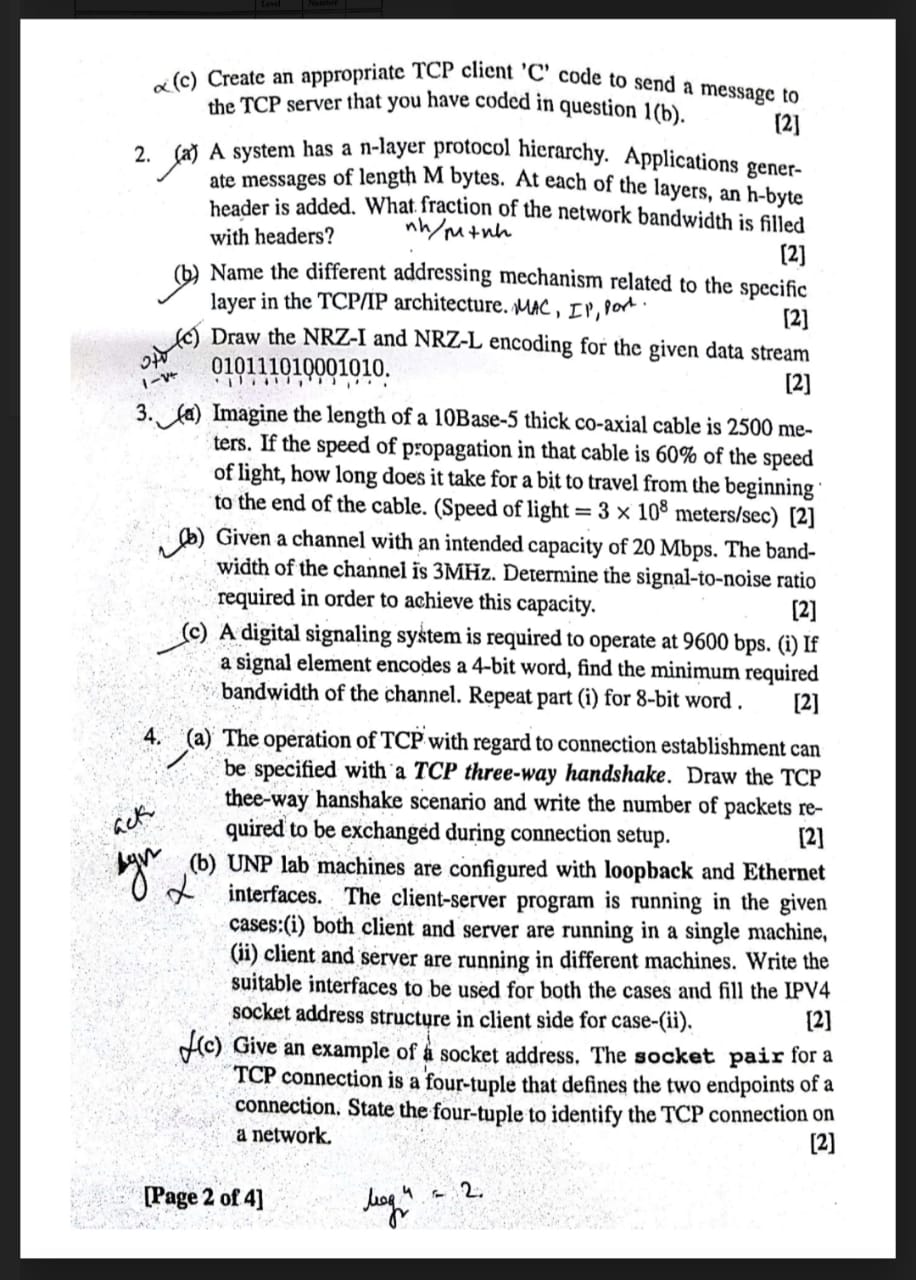 Level Number
(c) Create an appropriate TCP client 'C' code to send a message to
the TCP server that you have coded in question 1(b). [2]
2. (a) A system has a n-layer protocol hierarchy. Applications gener-
ate messages of length M bytes. At each of the layers, an h-byte
header is added. What fraction of the network bandwidth is filled
with headers? nh/M+nh [2]
(b) Name the different addressing mechanism related to the specific
layer in the TCP/IP architecture. MAC, IP, Port. [2]
(c) Draw the NRZ-I and NRZ-L encoding for the given data stream
010111010001010. [2]
3. (a) Imagine the length of a 10Base-5 thick co-axial cable is 2500 me-
ters. If the speed of propagation in that cable is 60% of the speed
of light, how long does it take for a bit to travel from the beginning
to the end of the cable. (Speed of light = 3 × 10⁸ meters/sec) [2]
(b) Given a channel with an intended capacity of 20 Mbps. The band-
width of the channel is 3MHz. Determine the signal-to-noise ratio
required in order to achieve this capacity. [2]
(c) A digital signaling system is required to operate at 9600 bps. (i) If
a signal element encodes a 4-bit word, find the minimum required
bandwidth of the channel. Repeat part (i) for 8-bit word. [2]
4. (a) The operation of TCP with regard to connection establishment can
be specified with a TCP three-way handshake. Draw the TCP
thee-way hanshake scenario and write the number of packets re-
quired to be exchanged during connection setup. [2]
ack
(b) UNP lab machines are configured with loopback and Ethernet
interfaces. The client-server program is running in the given
cases:(i) both client and server are running in a single machine,
(ii) client and server are running in different machines. Write the
suitable interfaces to be used for both the cases and fill the IPV4
socket address structure in client side for case-(ii). [2]
(c) Give an example of a socket address. The socket pair for a
TCP connection is a four-tuple that defines the two endpoints of a
connection. State the four-tuple to identify the TCP connection on
a network. [2]
[Page 2 of 4]